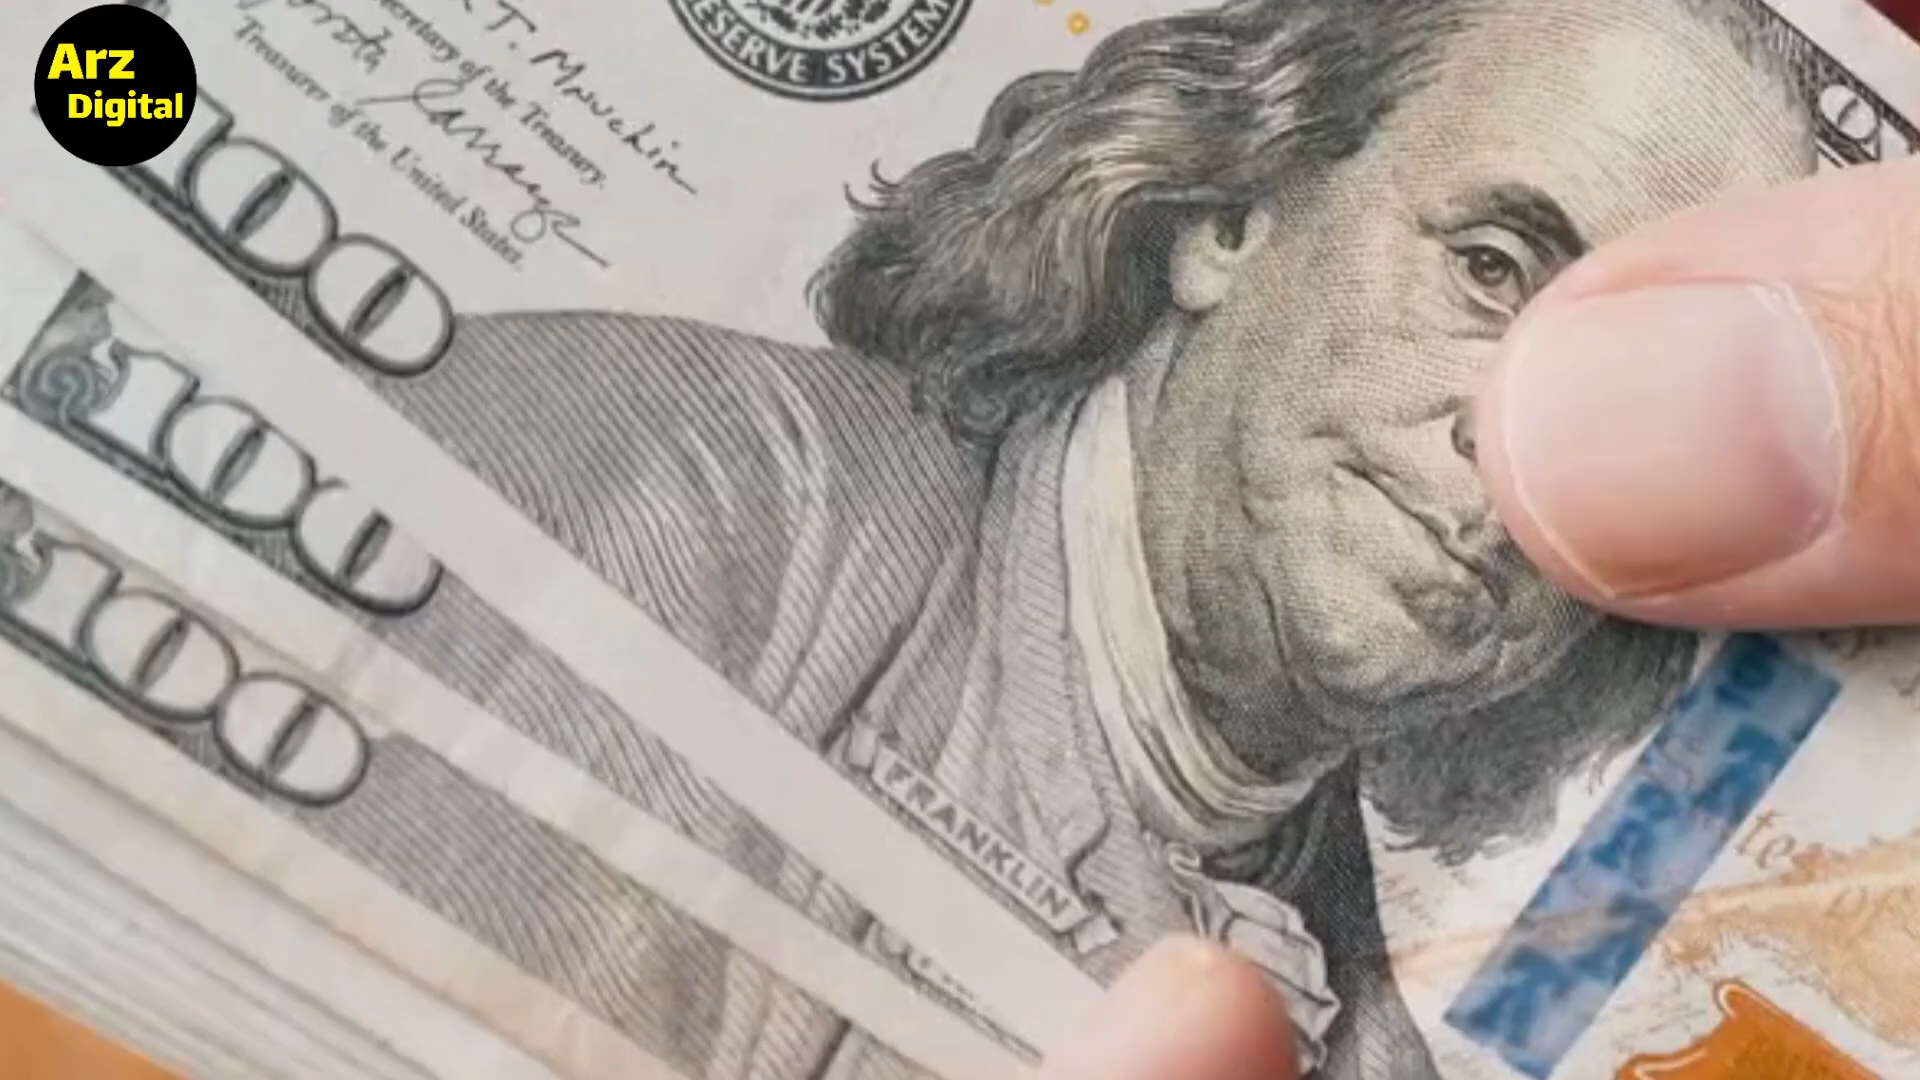 Arz
Digital
T. Mnuchin
Secretary of the Treasury.
Treasurer of the United States.
RESERVE SYSTEM
100
100
100
FRANKLIN